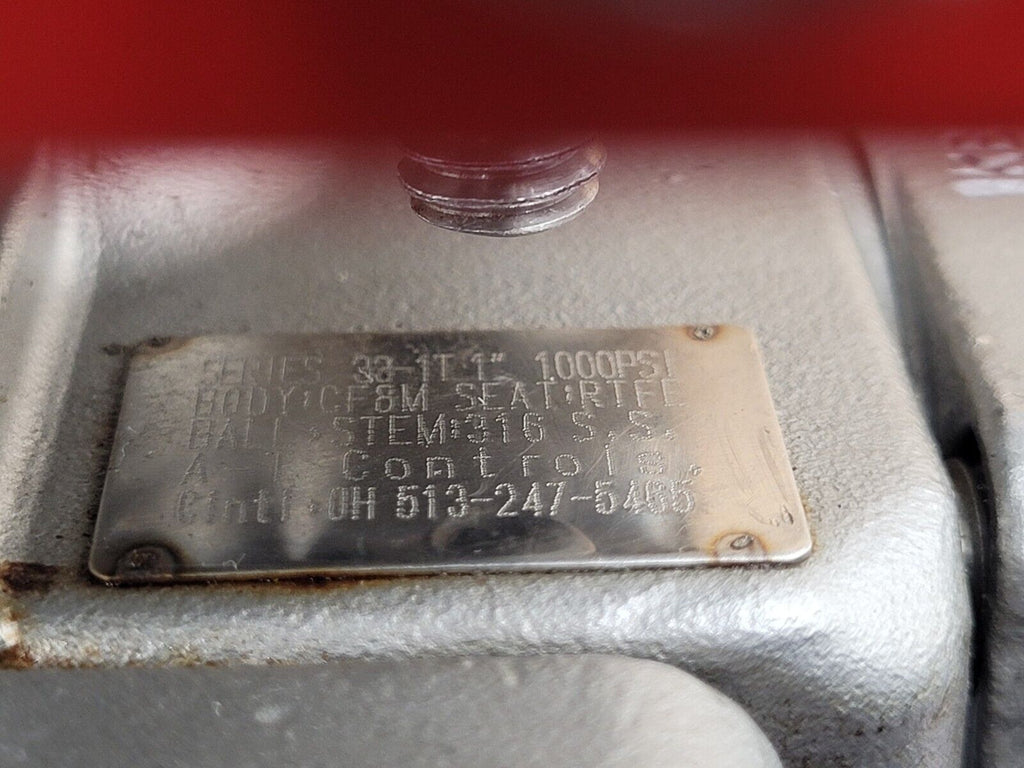 SERIES 33-1T 1" 1000PSI
BODY:CF8M SEAT:RTFE
BALL,STEM:316 S.S.
A-T Controls,
Cinti.OH 513-247-5465